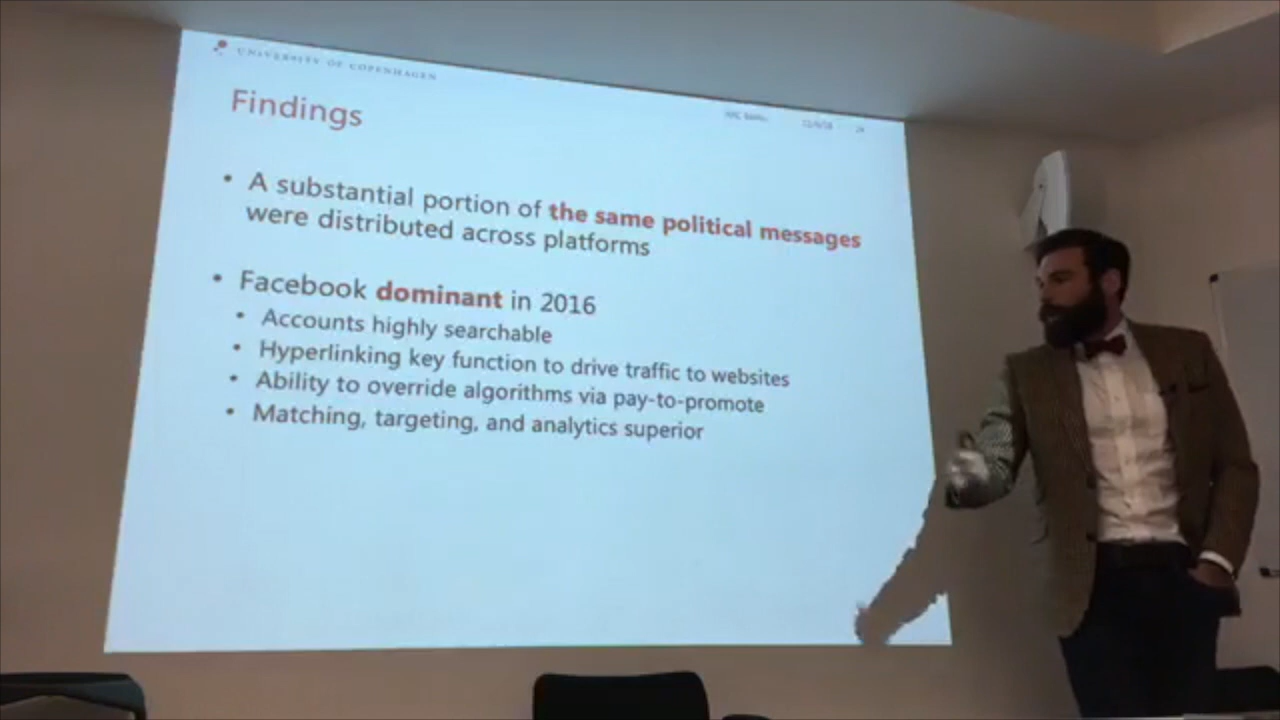 UNIVERSITY OF COPENHAGEN
Findings
• A substantial portion of the same political messages
were distributed across platforms
• Facebook dominant in 2016
• Accounts highly searchable
• Hyperlinking key function to drive traffic to websites
• Ability to override algorithms via pay-to-promote
• Matching, targeting, and analytics superior